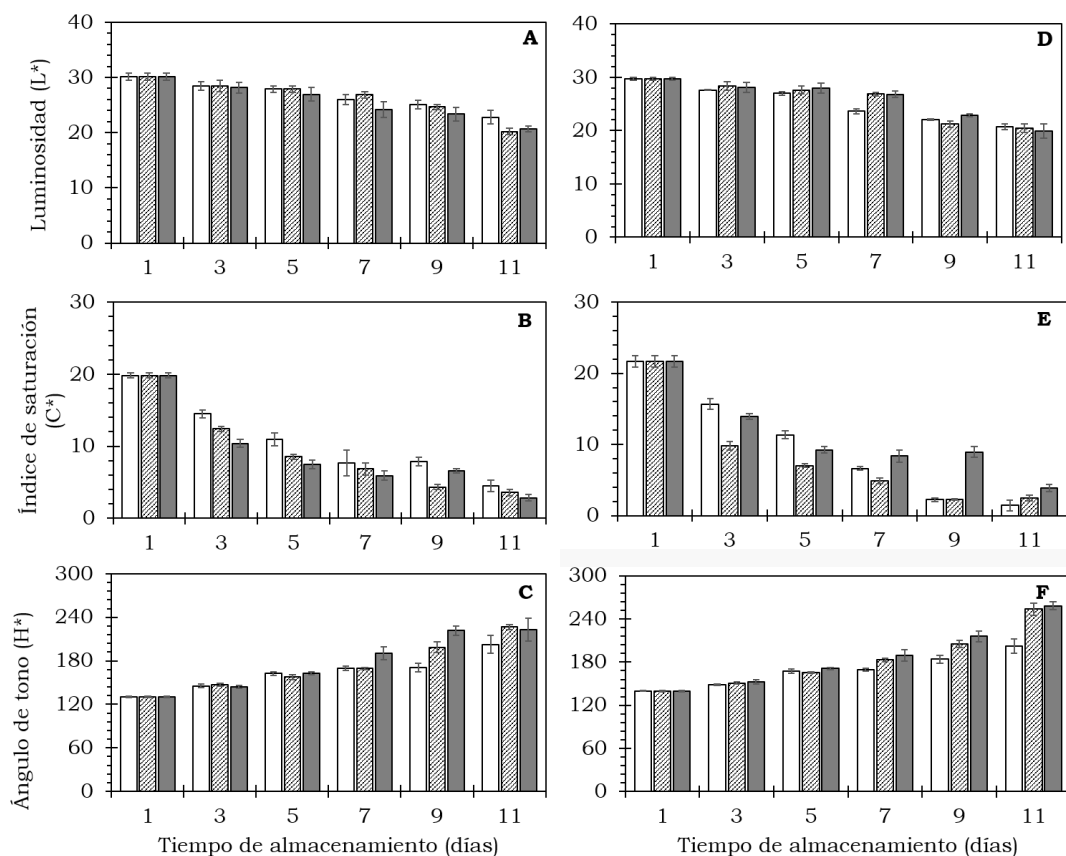 Luminosidad (L*)
40
30
20
10
0
A
1 3 5 7 9 11
40
30
20
10
0
D
1 3 5 7 9 11
Índice de saturación
(C*)
30
20
10
0
B
1 3 5 7 9 11
30
20
10
0
E
1 3 5 7 9 11
Ángulo de tono (H*)
300
240
180
120
60
0
C
1 3 5 7 9 11
Tiempo de almacenamiento (días)
300
240
180
120
60
0
F
1 3 5 7 9 11
Tiempo de almacenamiento (días)